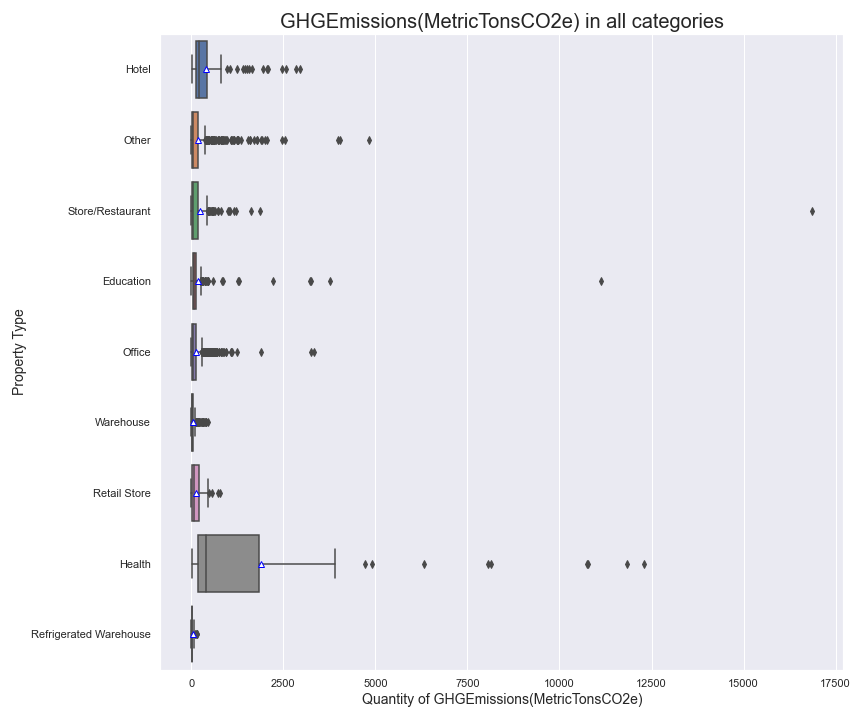 GHGEmissions(MetricTonsCO2e) in all categories
Property Type
Hotel
Other
Store/Restaurant
Education
Office
Warehouse
Retail Store
Health
Refrigerated Warehouse
0 2500 5000 7500 10000 12500 15000 17500
Quantity of GHGEmissions(MetricTonsCO2e)